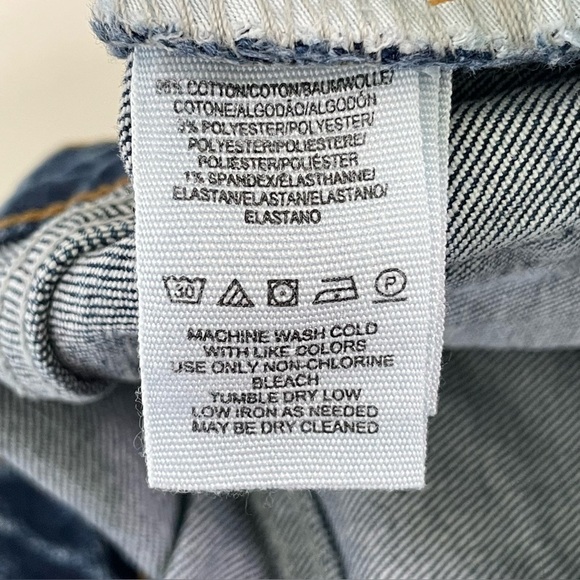 COTTON/COTON/BAUMWOLLE/
COTONE/ALGODÃO/ALGODÓN
POLYESTER/POLYESTER/
POLYESTER/POLIESTERE/
POLIÉSTER/POLIÉSTER
1% SPANDEX/ÉLASTHANNE/
ELASTAN/ELASTAN/ELASTANO/
ELASTANO
30 P
MACHINE WASH COLD
WITH LIKE COLORS
USE ONLY NON-CHLORINE
BLEACH
TUMBLE DRY LOW
LOW IRON AS NEEDED
MAY BE DRY CLEANED